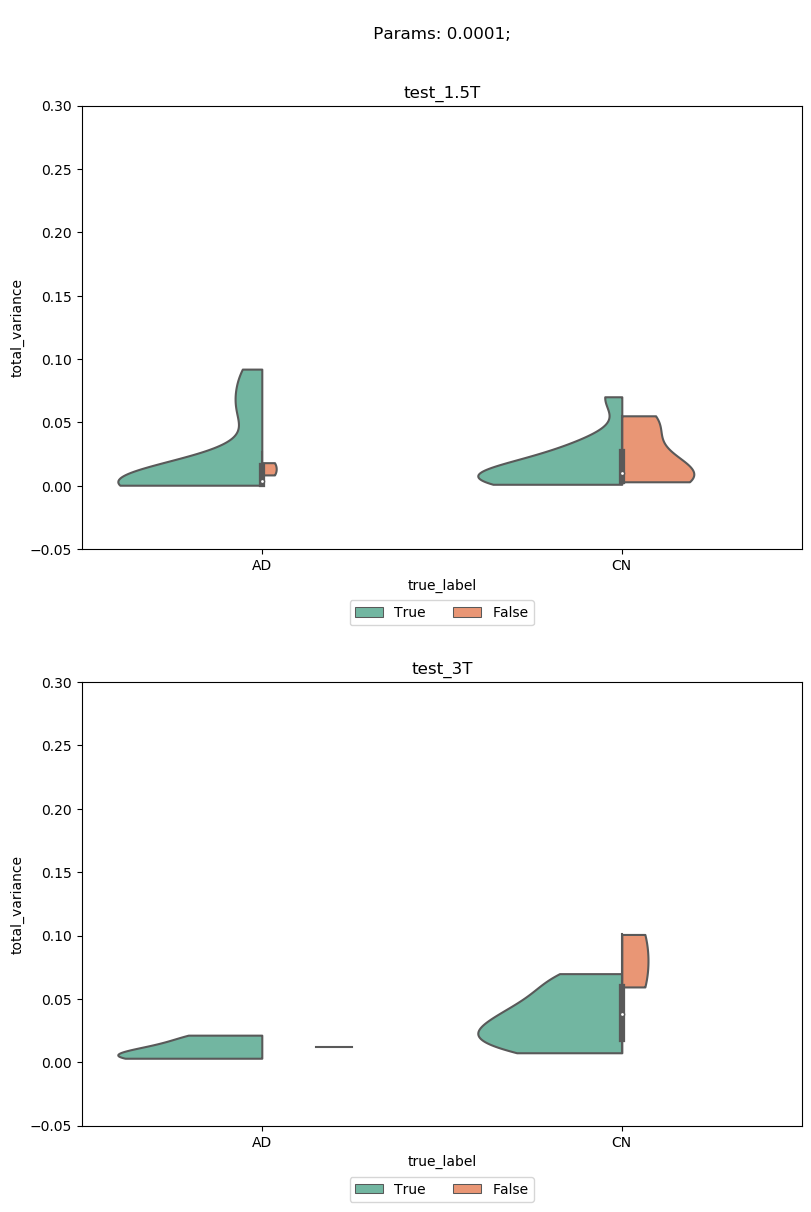 Params: 0.0001;
test_1.5T
0.30
0.25
0.20
0.15
0.10
0.05
0.00
−0.05
total_variance
AD CN
true_label
True False
test_3T
0.30
0.25
0.20
0.15
0.10
0.05
0.00
−0.05
total_variance
AD CN
true_label
True False